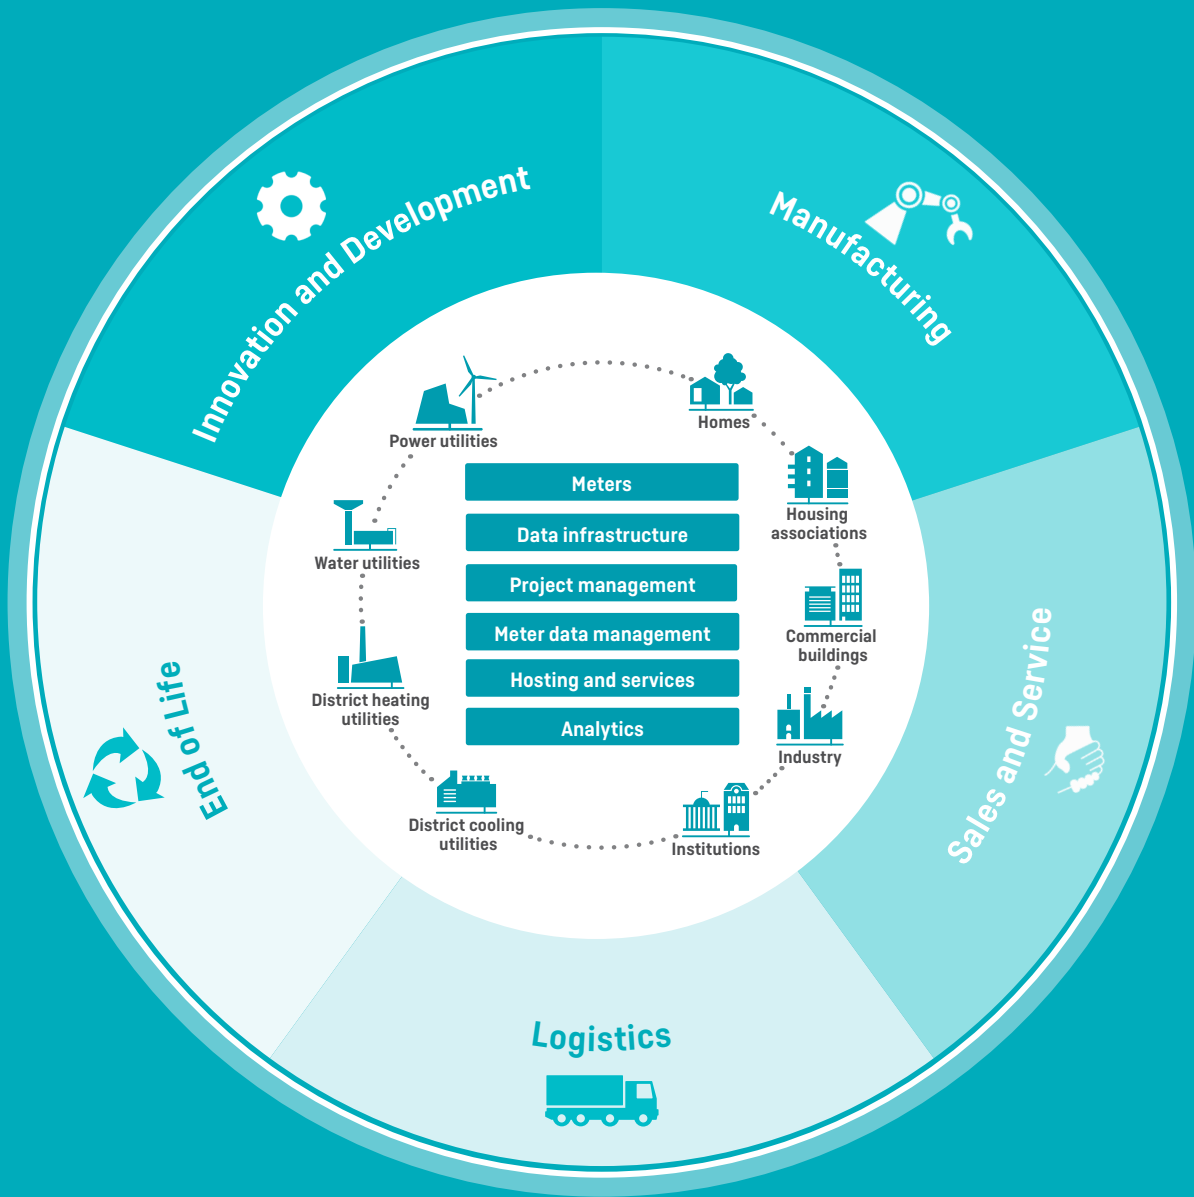 Innovation and Development
Manufacturing
Sales and Service
Logistics
End of Life
Power utilities
Water utilities
District heating
utilities
District cooling
utilities
Meters
Data infrastructure
Project management
Meter data management
Hosting and services
Analytics
Homes
Housing
associations
Commercial
buildings
Industry
Institutions